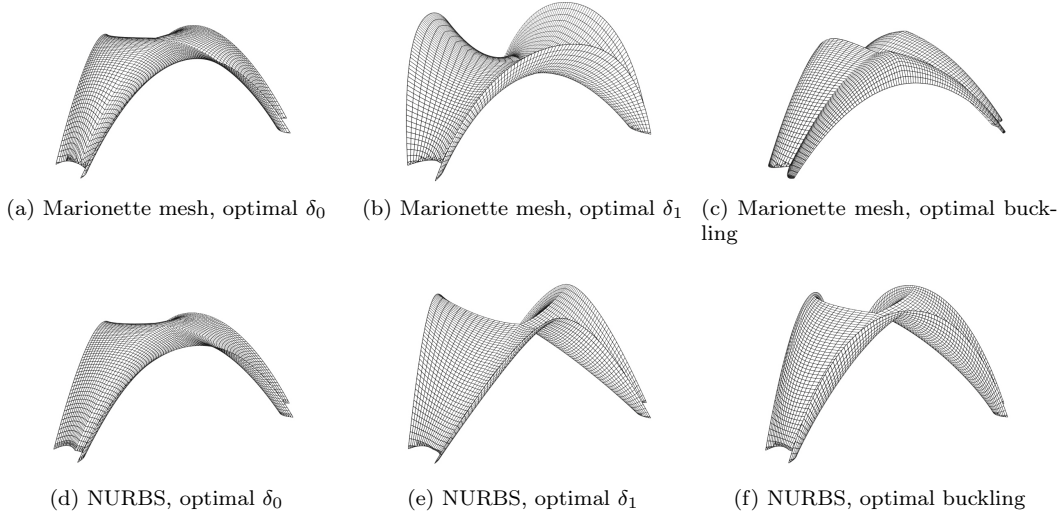 (a) Marionette mesh, optimal δ₀
(b) Marionette mesh, optimal δ₁
(c) Marionette mesh, optimal buck-
ling
(d) NURBS, optimal δ₀
(e) NURBS, optimal δ₁
(f) NURBS, optimal buckling